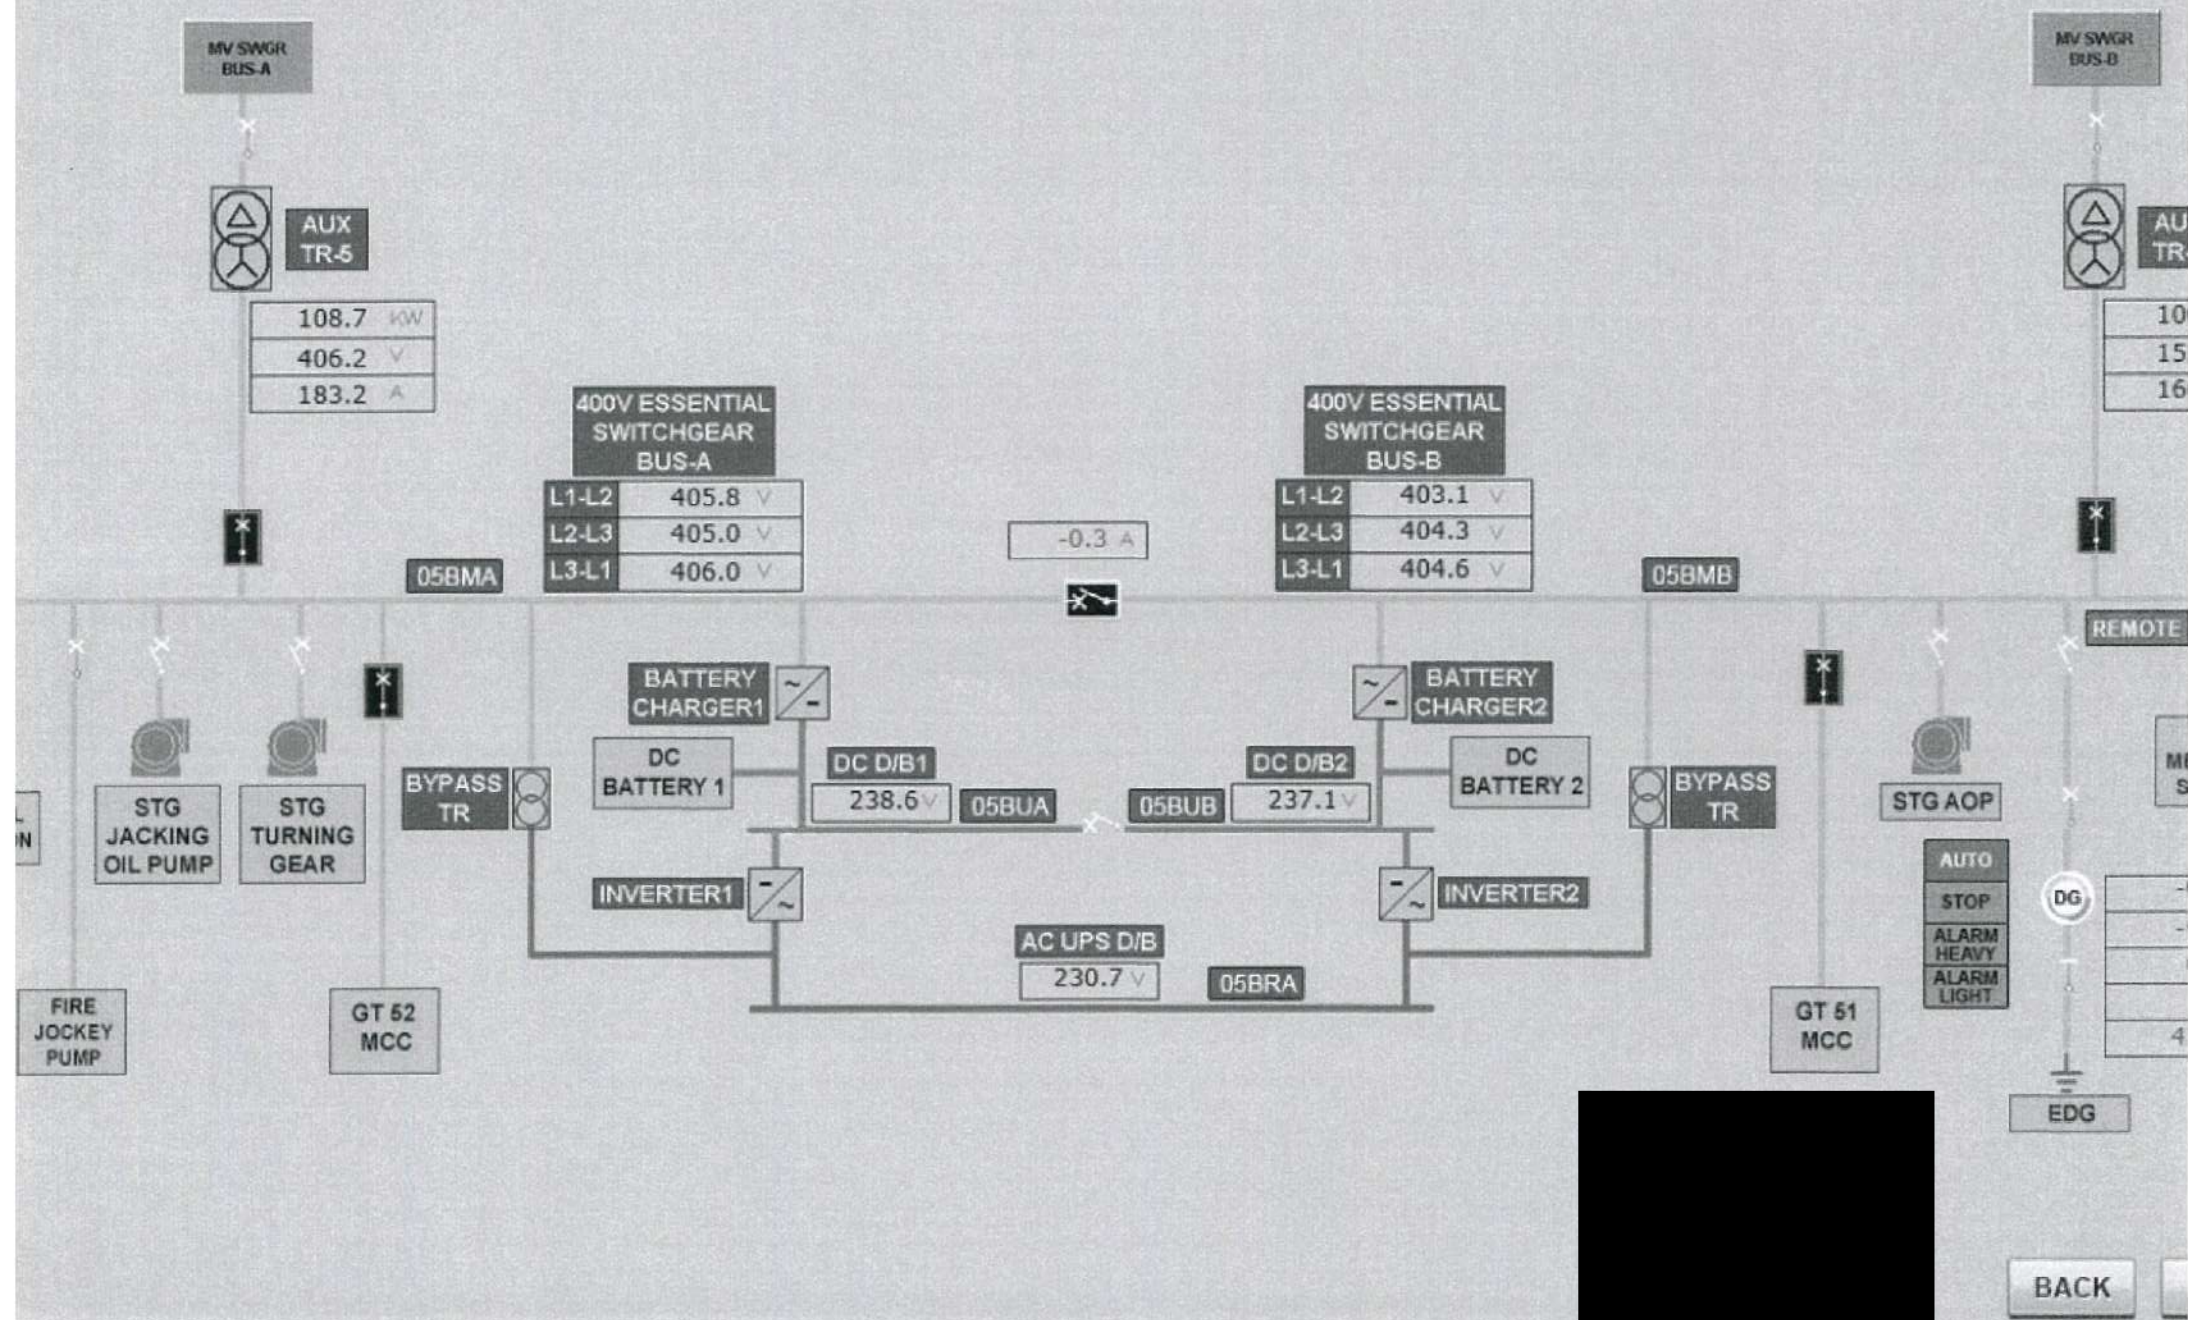 MV SWGR
BUS-A
MV SWGR
BUS-B
AUX
TR-5
108.7 KW
406.2 V
183.2 A
400V ESSENTIAL
SWITCHGEAR
BUS-A
L1-L2 405.8 V
L2-L3 405.0 V
L3-L1 406.0 V
05BMA
-0.3 A
400V ESSENTIAL
SWITCHGEAR
BUS-B
L1-L2 403.1 V
L2-L3 404.3 V
L3-L1 404.6 V
05BMB
REMOTE
BATTERY
CHARGER1
BATTERY
CHARGER2
DC
BATTERY 1
DC D/B1
238.6 V
05BUA
05BUB
DC D/B2
237.1 V
DC
BATTERY 2
BYPASS
TR
BYPASS
TR
STG
JACKING
OIL PUMP
STG
TURNING
GEAR
STG AOP
INVERTER1
INVERTER2
AUTO
STOP
ALARM
HEAVY
ALARM
LIGHT
DG
AC UPS D/B
230.7 V
05BRA
FIRE
JOCKEY
PUMP
GT 52
MCC
GT 51
MCC
EDG
BACK